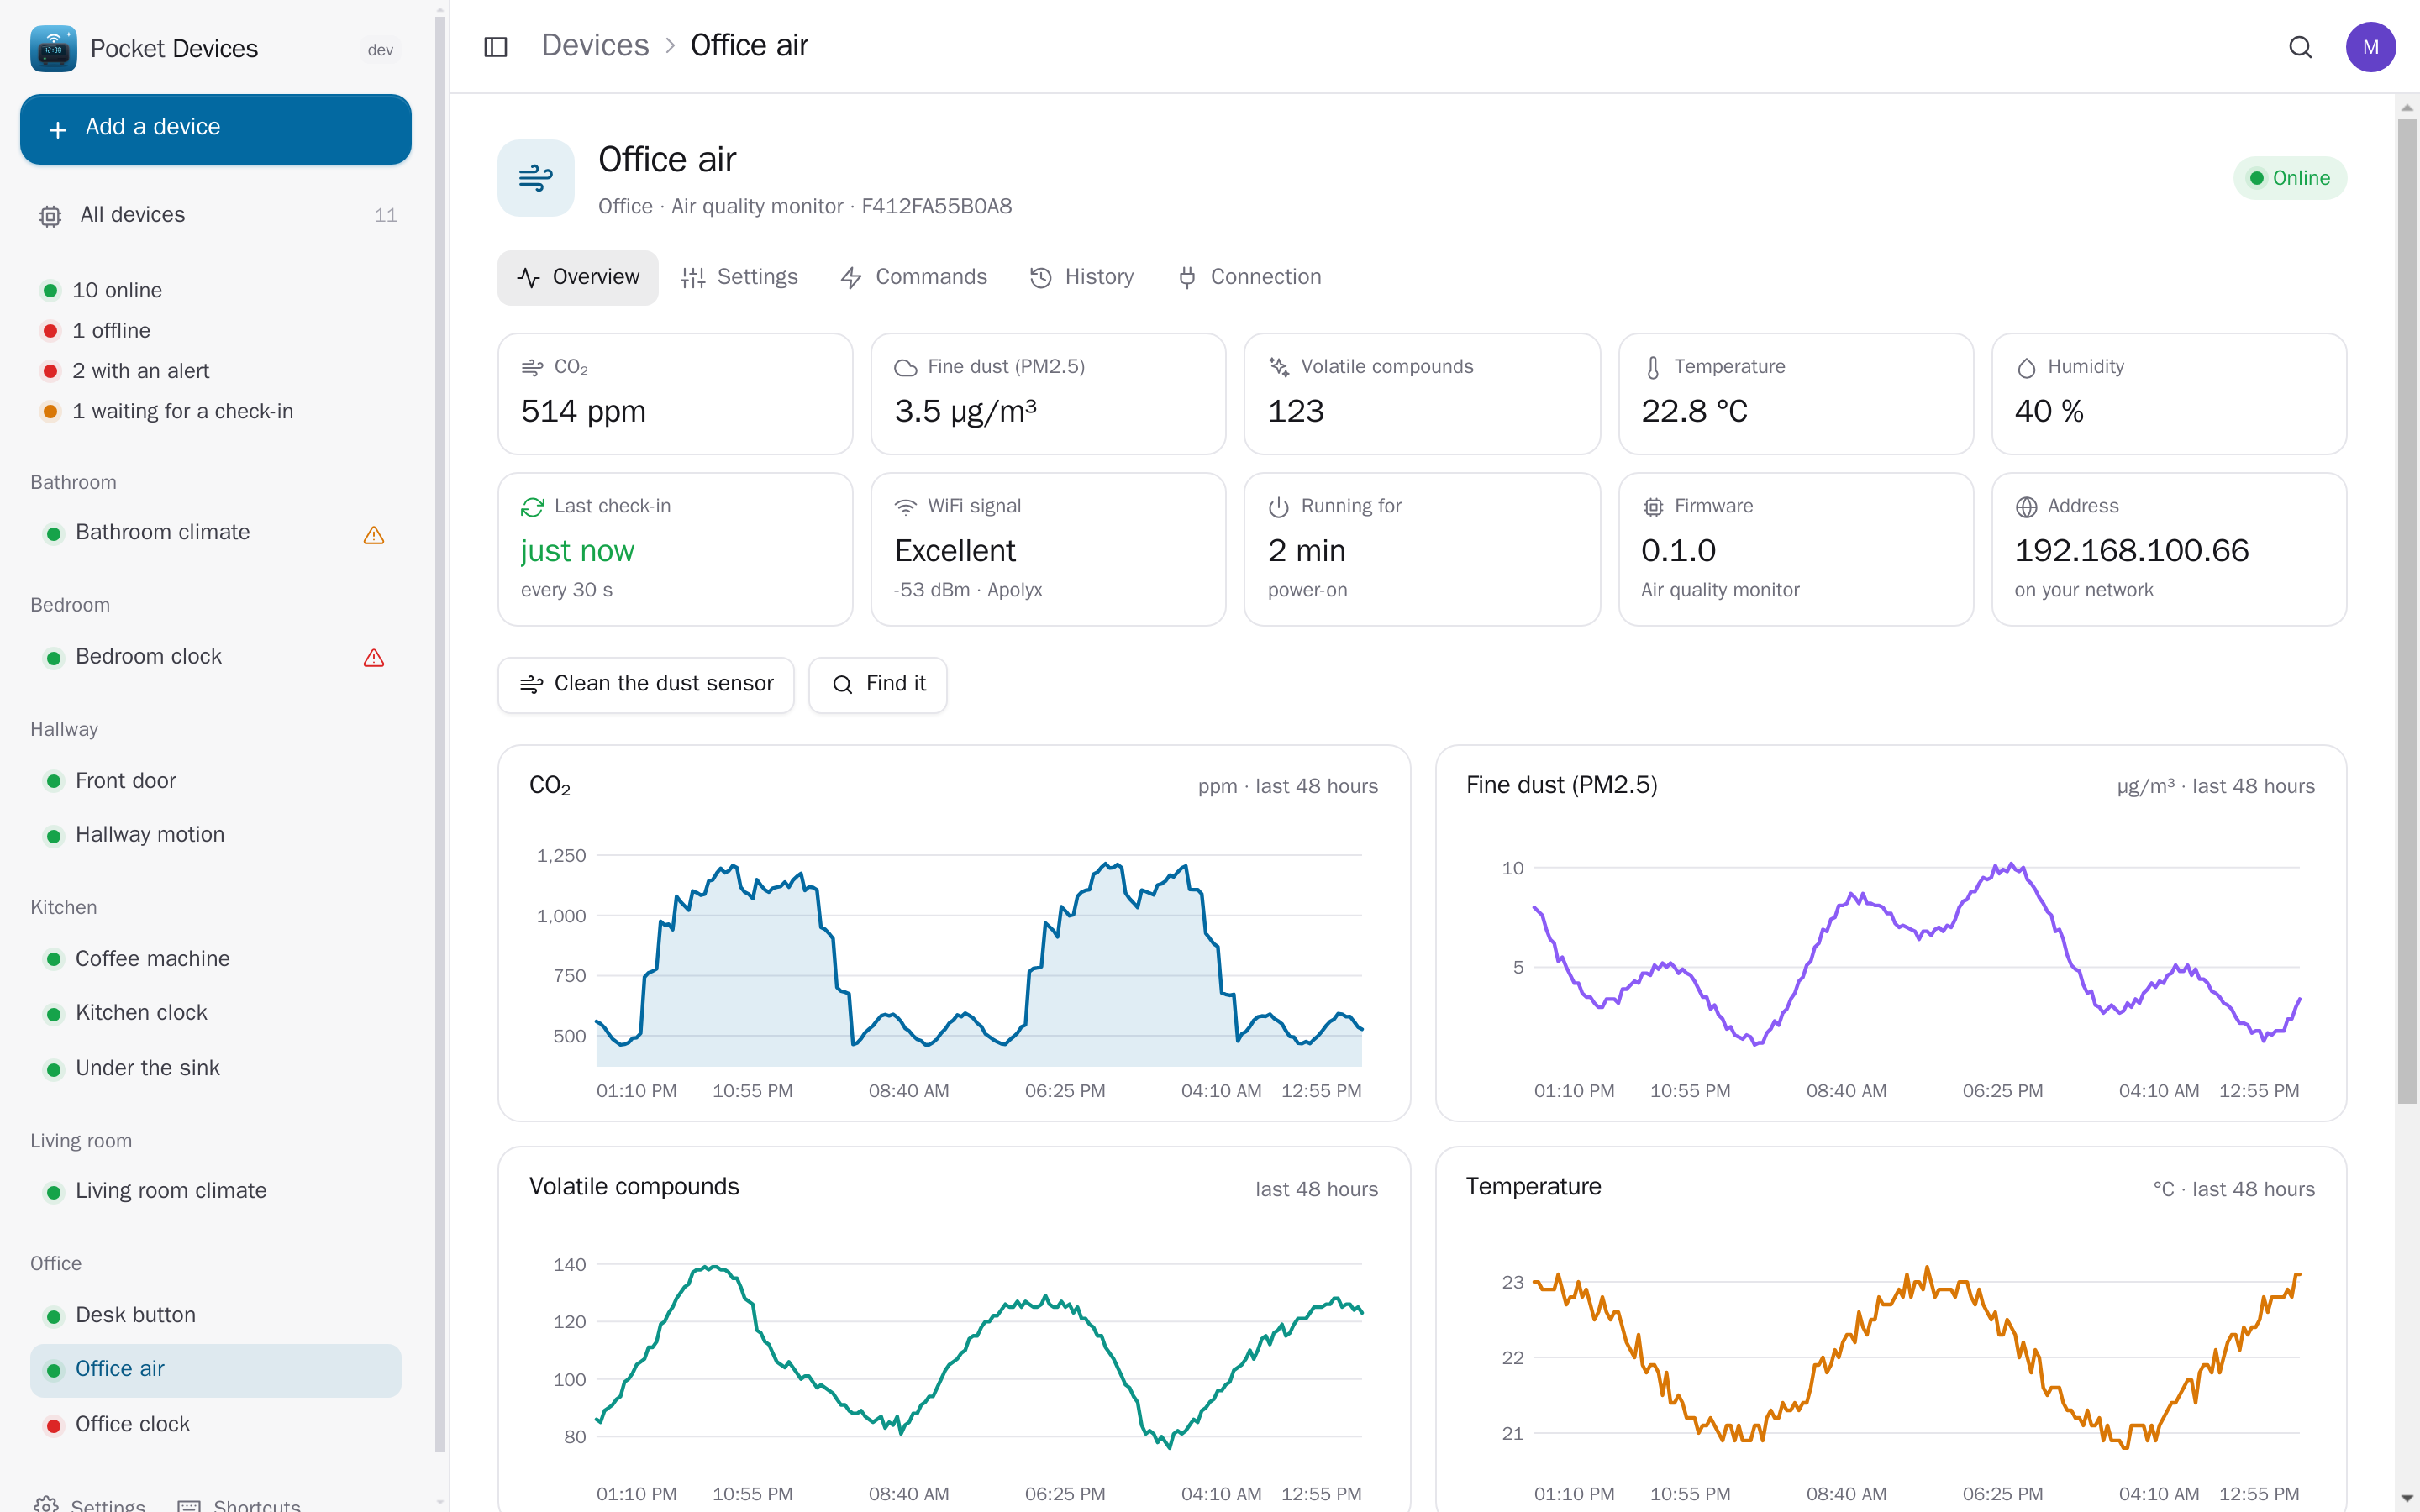 Pocket Devices
dev
Add a device
All devices
11
10 online
1 offline
2 with an alert
1 waiting for a check-in
Bathroom
Bathroom climate
Bedroom
Bedroom clock
Hallway
Front door
Hallway motion
Kitchen
Coffee machine
Kitchen clock
Under the sink
Living room
Living room climate
Office
Desk button
Office air
Office clock
Settings
Shortcuts
Devices > Office air
M
Office air
Office · Air quality monitor · F412FA55B0A8
Online
Overview
Settings
Commands
History
Connection
CO₂
514 ppm
Fine dust (PM2.5)
3.5 µg/m³
Volatile compounds
123
Temperature
22.8 °C
Humidity
40 %
Last check-in
just now
every 30 s
WiFi signal
Excellent
-53 dBm · Apolyx
Running for
2 min
power-on
Firmware
0.1.0
Air quality monitor
Address
192.168.100.66
on your network
Clean the dust sensor
Find it
CO₂
ppm · last 48 hours
1,250
1,000
750
500
01:10 PM 10:55 PM 08:40 AM 06:25 PM 04:10 AM 12:55 PM
Fine dust (PM2.5)
µg/m³ · last 48 hours
10
5
01:10 PM 10:55 PM 08:40 AM 06:25 PM 04:10 AM 12:55 PM
Volatile compounds
last 48 hours
140
120
100
80
01:10 PM 10:55 PM 08:40 AM 06:25 PM 04:10 AM 12:55 PM
Temperature
°C · last 48 hours
23
22
21
01:10 PM 10:55 PM 08:40 AM 06:25 PM 04:10 AM 12:55 PM